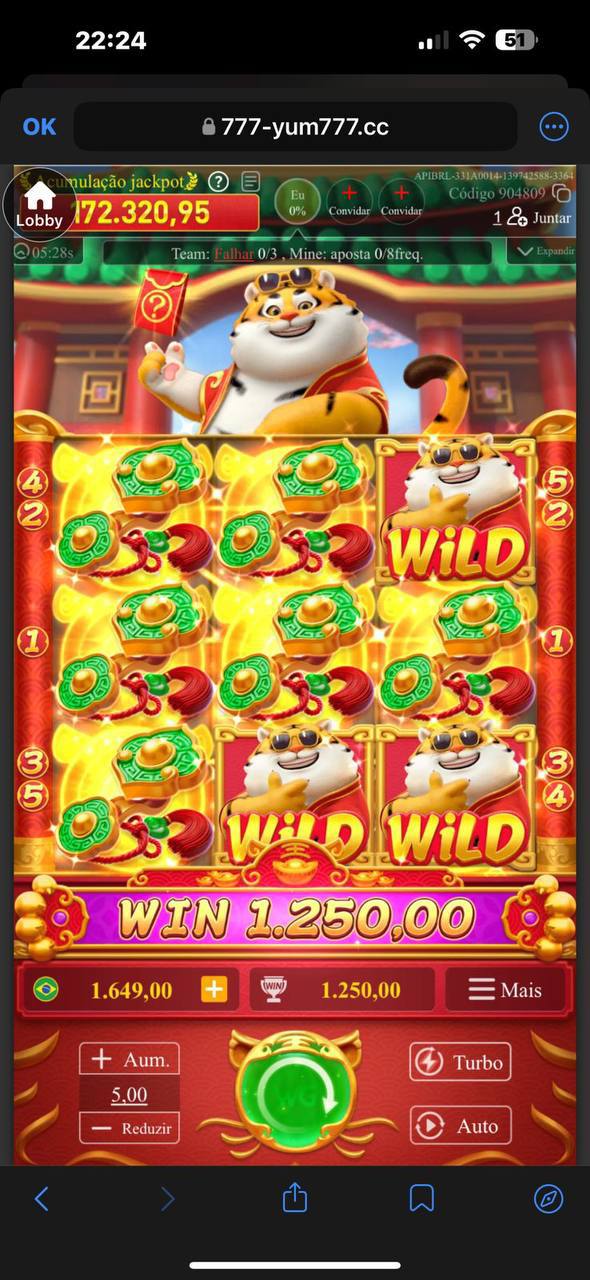 22:24
51
OK
777-yum777.cc
Acumulação jackpot
?
172.320,95
Lobby
Eu
0%
Convidar
Convidar
APIBRL-331A0014-139742588-3364
Código 904809
1 Juntar
05:28s
Team: Falhar 0/3 , Mine: aposta 0/8freq.
Expandir
?
4
2
5
2
WiLD
1
1
3
5
3
4
WiLD
WiLD
WIN 1.250,00
1.649,00
+
WIN
1.250,00
Mais
+ Aum.
5,00
− Reduzir
WG
Turbo
Auto